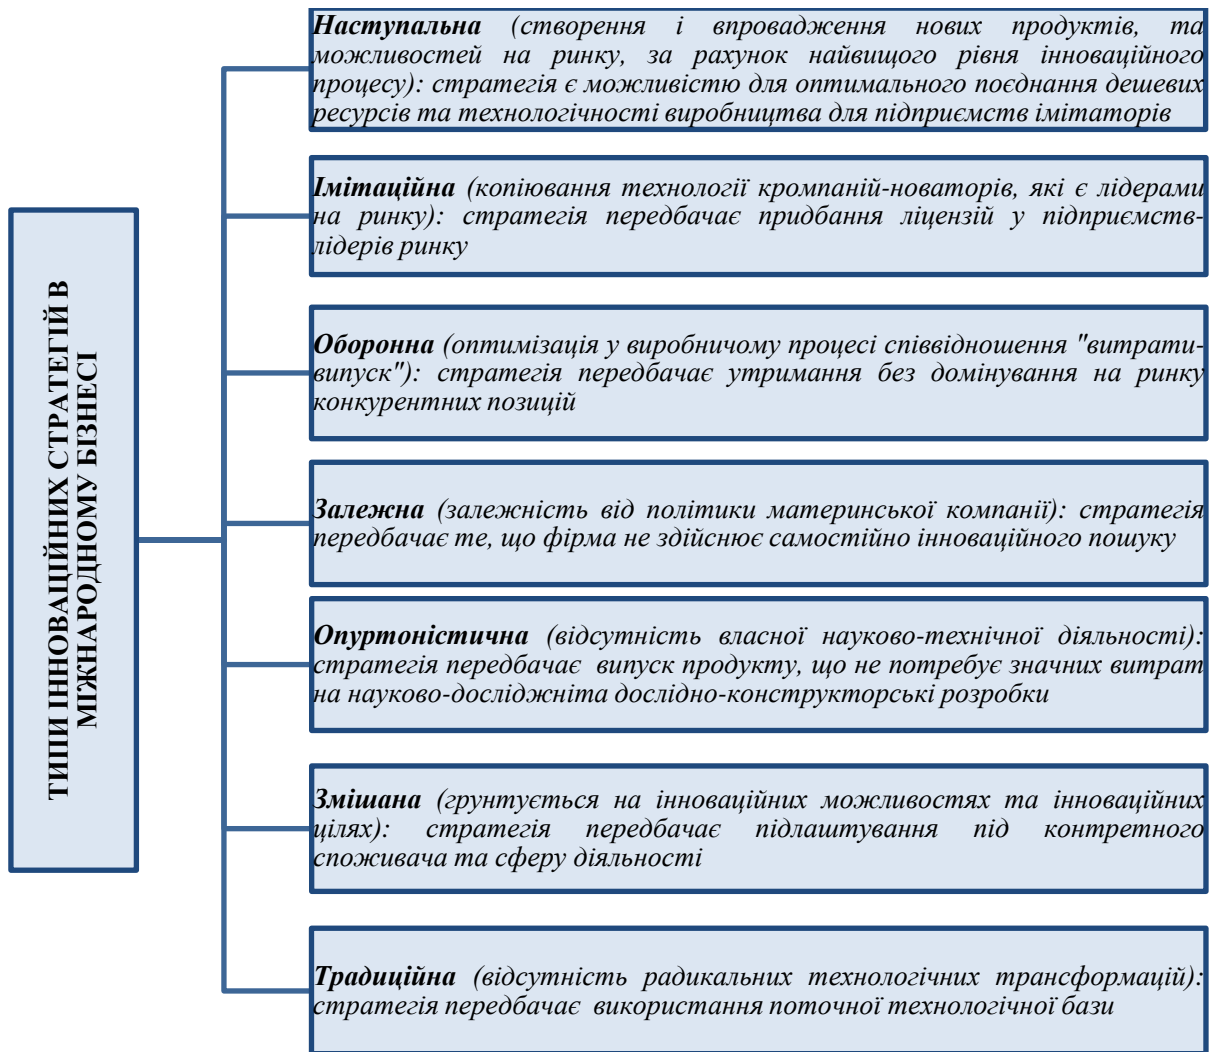 ТИПИ ІННОВАЦІЙНИХ СТРАТЕГІЙ В
МІЖНАРОДНОМУ БІЗНЕСІ
Наступальна (створення і впровадження нових продуктів, та
можливостей на ринку, за рахунок найвищого рівня інноваційного
процесу): стратегія є можливістю для оптимального поєднання дешевих
ресурсів та технологічності виробництва для підприємств імітаторів
Імітаційна (копіювання технології кромпаній-новаторів, які є лідерами
на ринку): стратегія передбачає придбання ліцензій у підприємств-
лідерів ринку
Оборонна (оптимізація у виробничому процесі співвідношення "витрати-
випуск"): стратегія передбачає утримання без домінування на ринку
конкурентних позицій
Залежна (залежність від політики материнської компанії): стратегія
передбачає те, що фірма не здійснює самостійно інноваційного пошуку
Опуртоністична (відсутність власної науково-технічної діяльності):
стратегія передбачає випуск продукту, що не потребує значних витрат
на науково-досліджніта дослідно-конструкторські розробки
Змішана (грунтується на інноваційних можливостях та інноваційних
цілях): стратегія передбачає підлаштування під контретного
споживача та сферу діяльності
Традиційна (відсутність радикальних технологічних трансформацій):
стратегія передбачає використання поточної технологічної бази